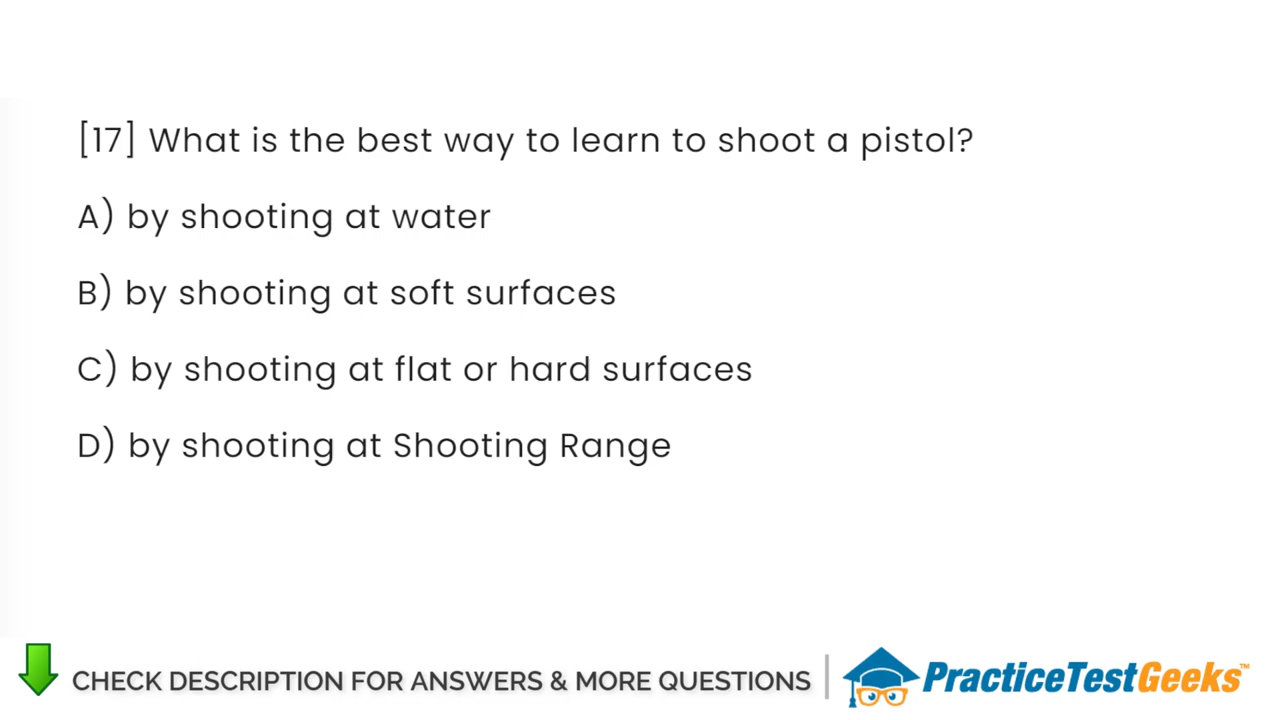 [17] What is the best way to learn to shoot a pistol?
A) by shooting at water
B) by shooting at soft surfaces
C) by shooting at flat or hard surfaces
D) by shooting at Shooting Range
CHECK DESCRIPTION FOR ANSWERS & MORE QUESTIONS
PracticeTestGeeks™